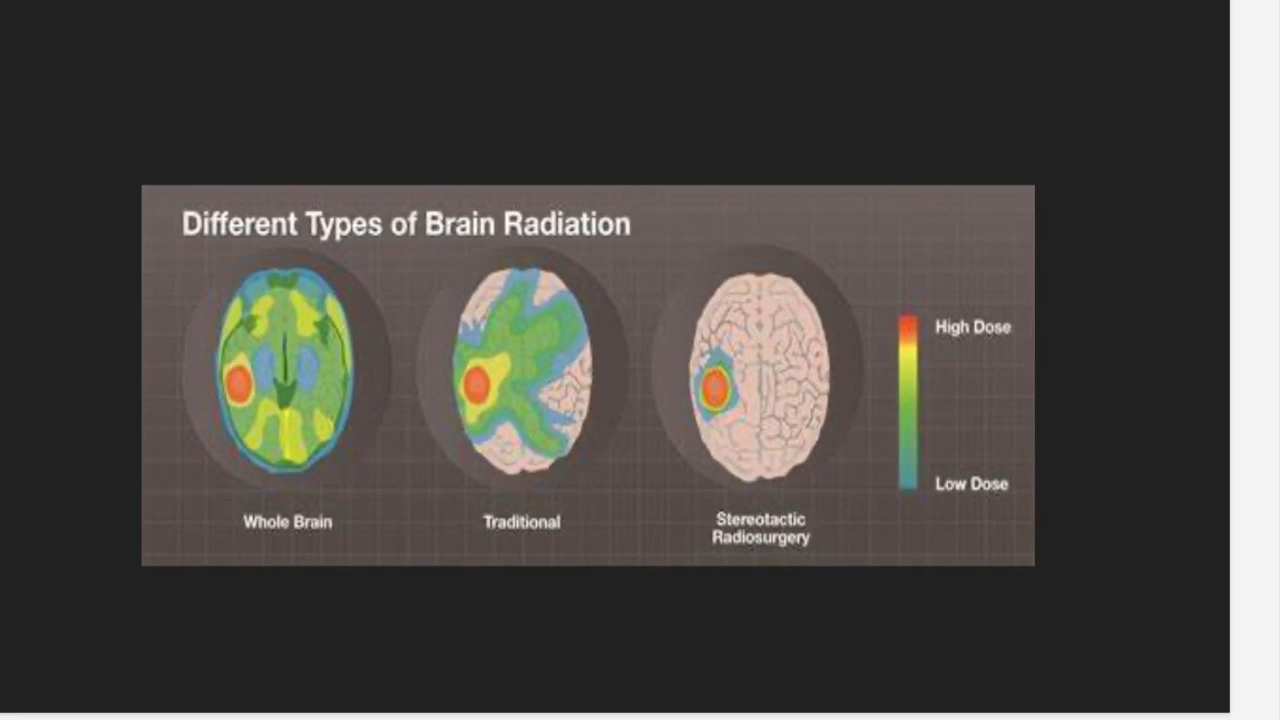 Different Types of Brain Radiation
High Dose
Low Dose
Whole Brain
Traditional
Stereotactic
Radiosurgery